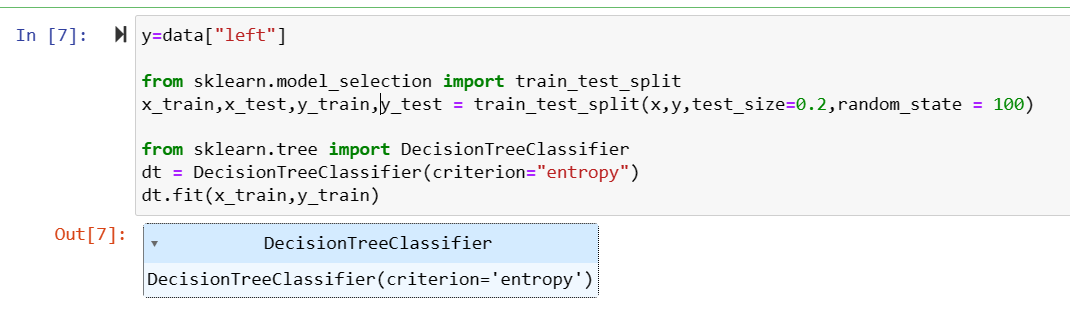 In [7]: y=data["left"]
from sklearn.model_selection import train_test_split
x_train,x_test,y_train,y_test = train_test_split(x,y,test_size=0.2,random_state = 100)
from sklearn.tree import DecisionTreeClassifier
dt = DecisionTreeClassifier(criterion="entropy")
dt.fit(x_train,y_train)
Out[7]: DecisionTreeClassifier
DecisionTreeClassifier(criterion='entropy')